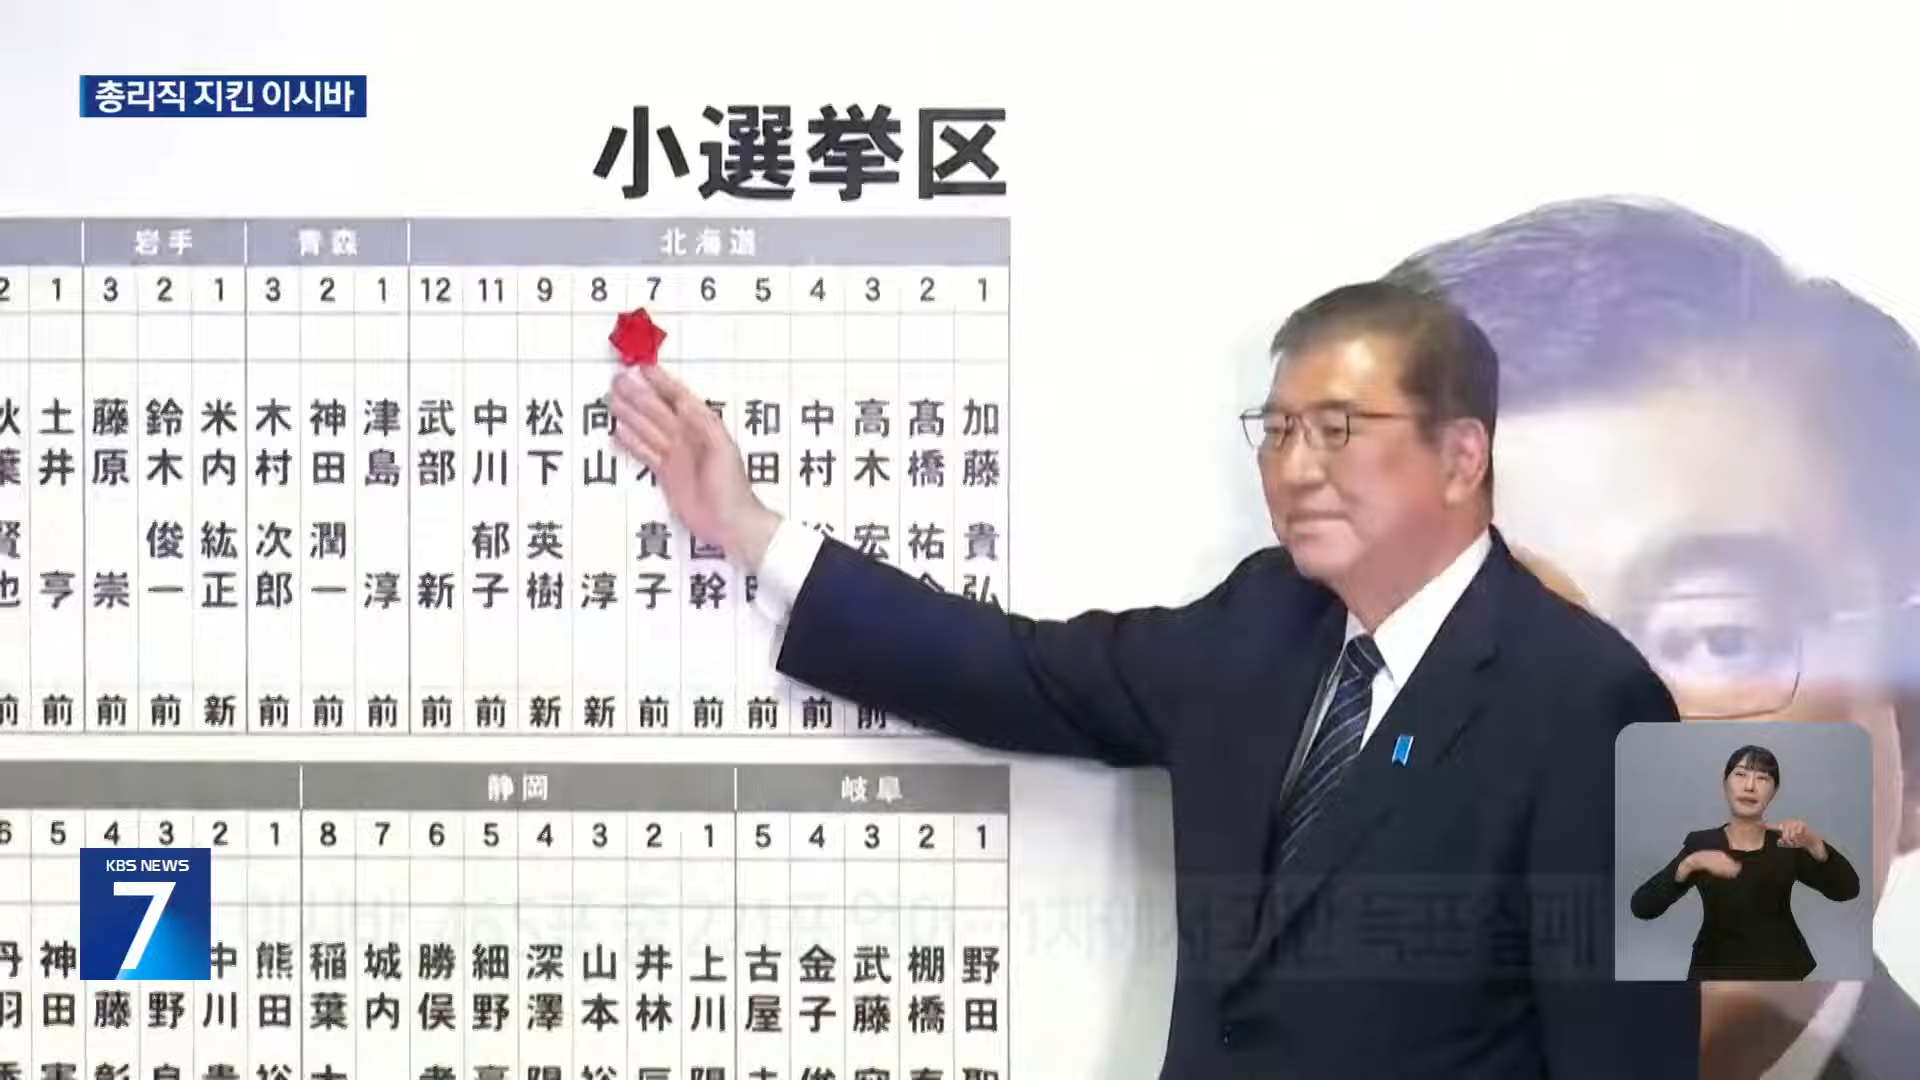 총리직 지킨 이시바
小選挙区
岩手 青森 北海道
2 1 3 2 1 3 2 1 12 11 9 8 7 6 5 4 3 2 1
土 藤 鈴 米 木 神 津 武 中 松 向 和 中 高 髙 加
井 原 木 内 村 田 島 部 川 下 山 田 村 木 橋 藤
俊 紘 次 潤 郁 英 貴 宏 祐 貴
亨 崇 一 正 郎 一 淳 新 子 樹 淳 子 幹 弘
前 前 前 前 新 前 前 前 前 前 新 新 前 前 前 前 前
静岡 岐阜
6 5 4 3 2 1 8 7 6 5 4 3 2 1 5 4 3 2 1
KBS NEWS
7
神 中 熊 稲 城 勝 細 深 山 井 上 古 金 武 棚 野
田 藤 野 川 田 葉 内 俣 野 澤 本 林 川 屋 子 藤 橋 田